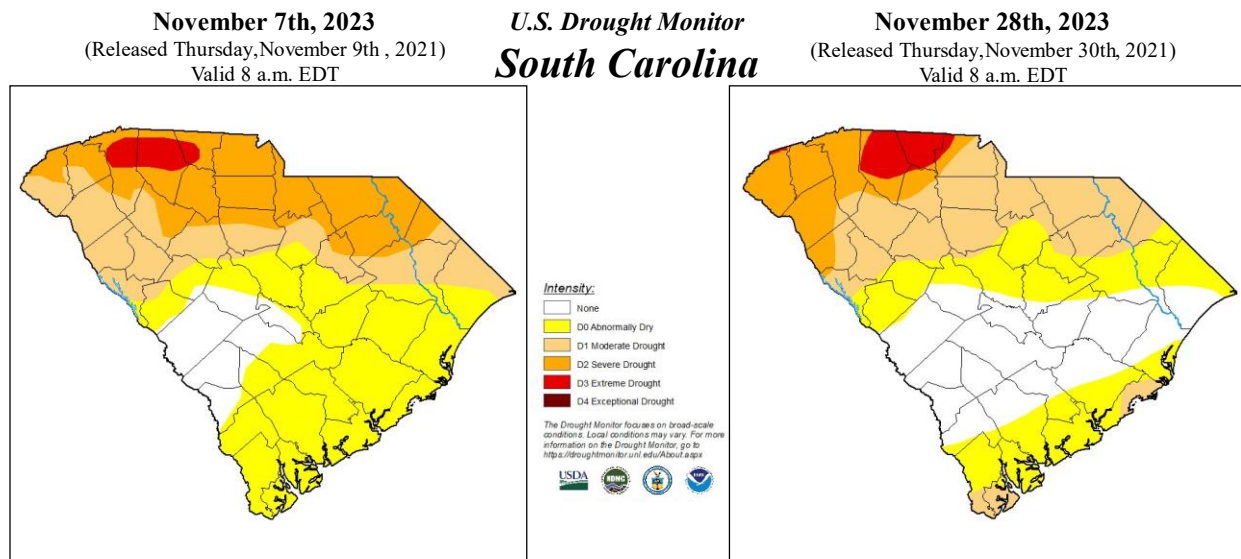 November 7th, 2023
(Released Thursday,November 9th , 2021)
Valid 8 a.m. EDT
U.S. Drought Monitor
South Carolina
November 28th, 2023
(Released Thursday,November 30th, 2021)
Valid 8 a.m. EDT
Intensity:
None
D0 Abnormally Dry
D1 Moderate Drought
D2 Severe Drought
D3 Extreme Drought
D4 Exceptional Drought
The Drought Monitor focuses on broad-scale
conditions. Local conditions may vary. For more
information on the Drought Monitor, go to
https://droughtmonitor.unl.edu/About.aspx
USDA
NDMC